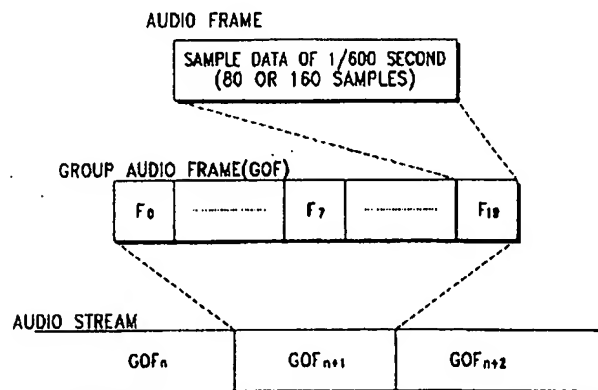 AUDIO FRAME
SAMPLE DATA OF 1/600 SECOND
(80 OR 160 SAMPLES)
GROUP AUDIO FRAME(GOF)
F₀ F₇ F₁₉
AUDIO STREAM
GOFn GOFn+1 GOFn+2